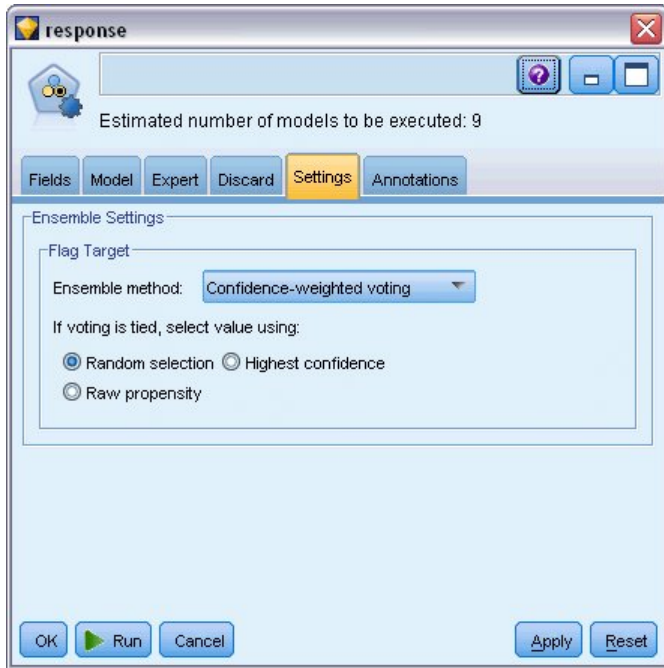 response
Estimated number of models to be executed: 9
Fields Model Expert Discard Settings Annotations
Ensemble Settings
Flag Target
Ensemble method: Confidence-weighted voting
If voting is tied, select value using:
Random selection Highest confidence
Raw propensity
OK Run Cancel Apply Reset